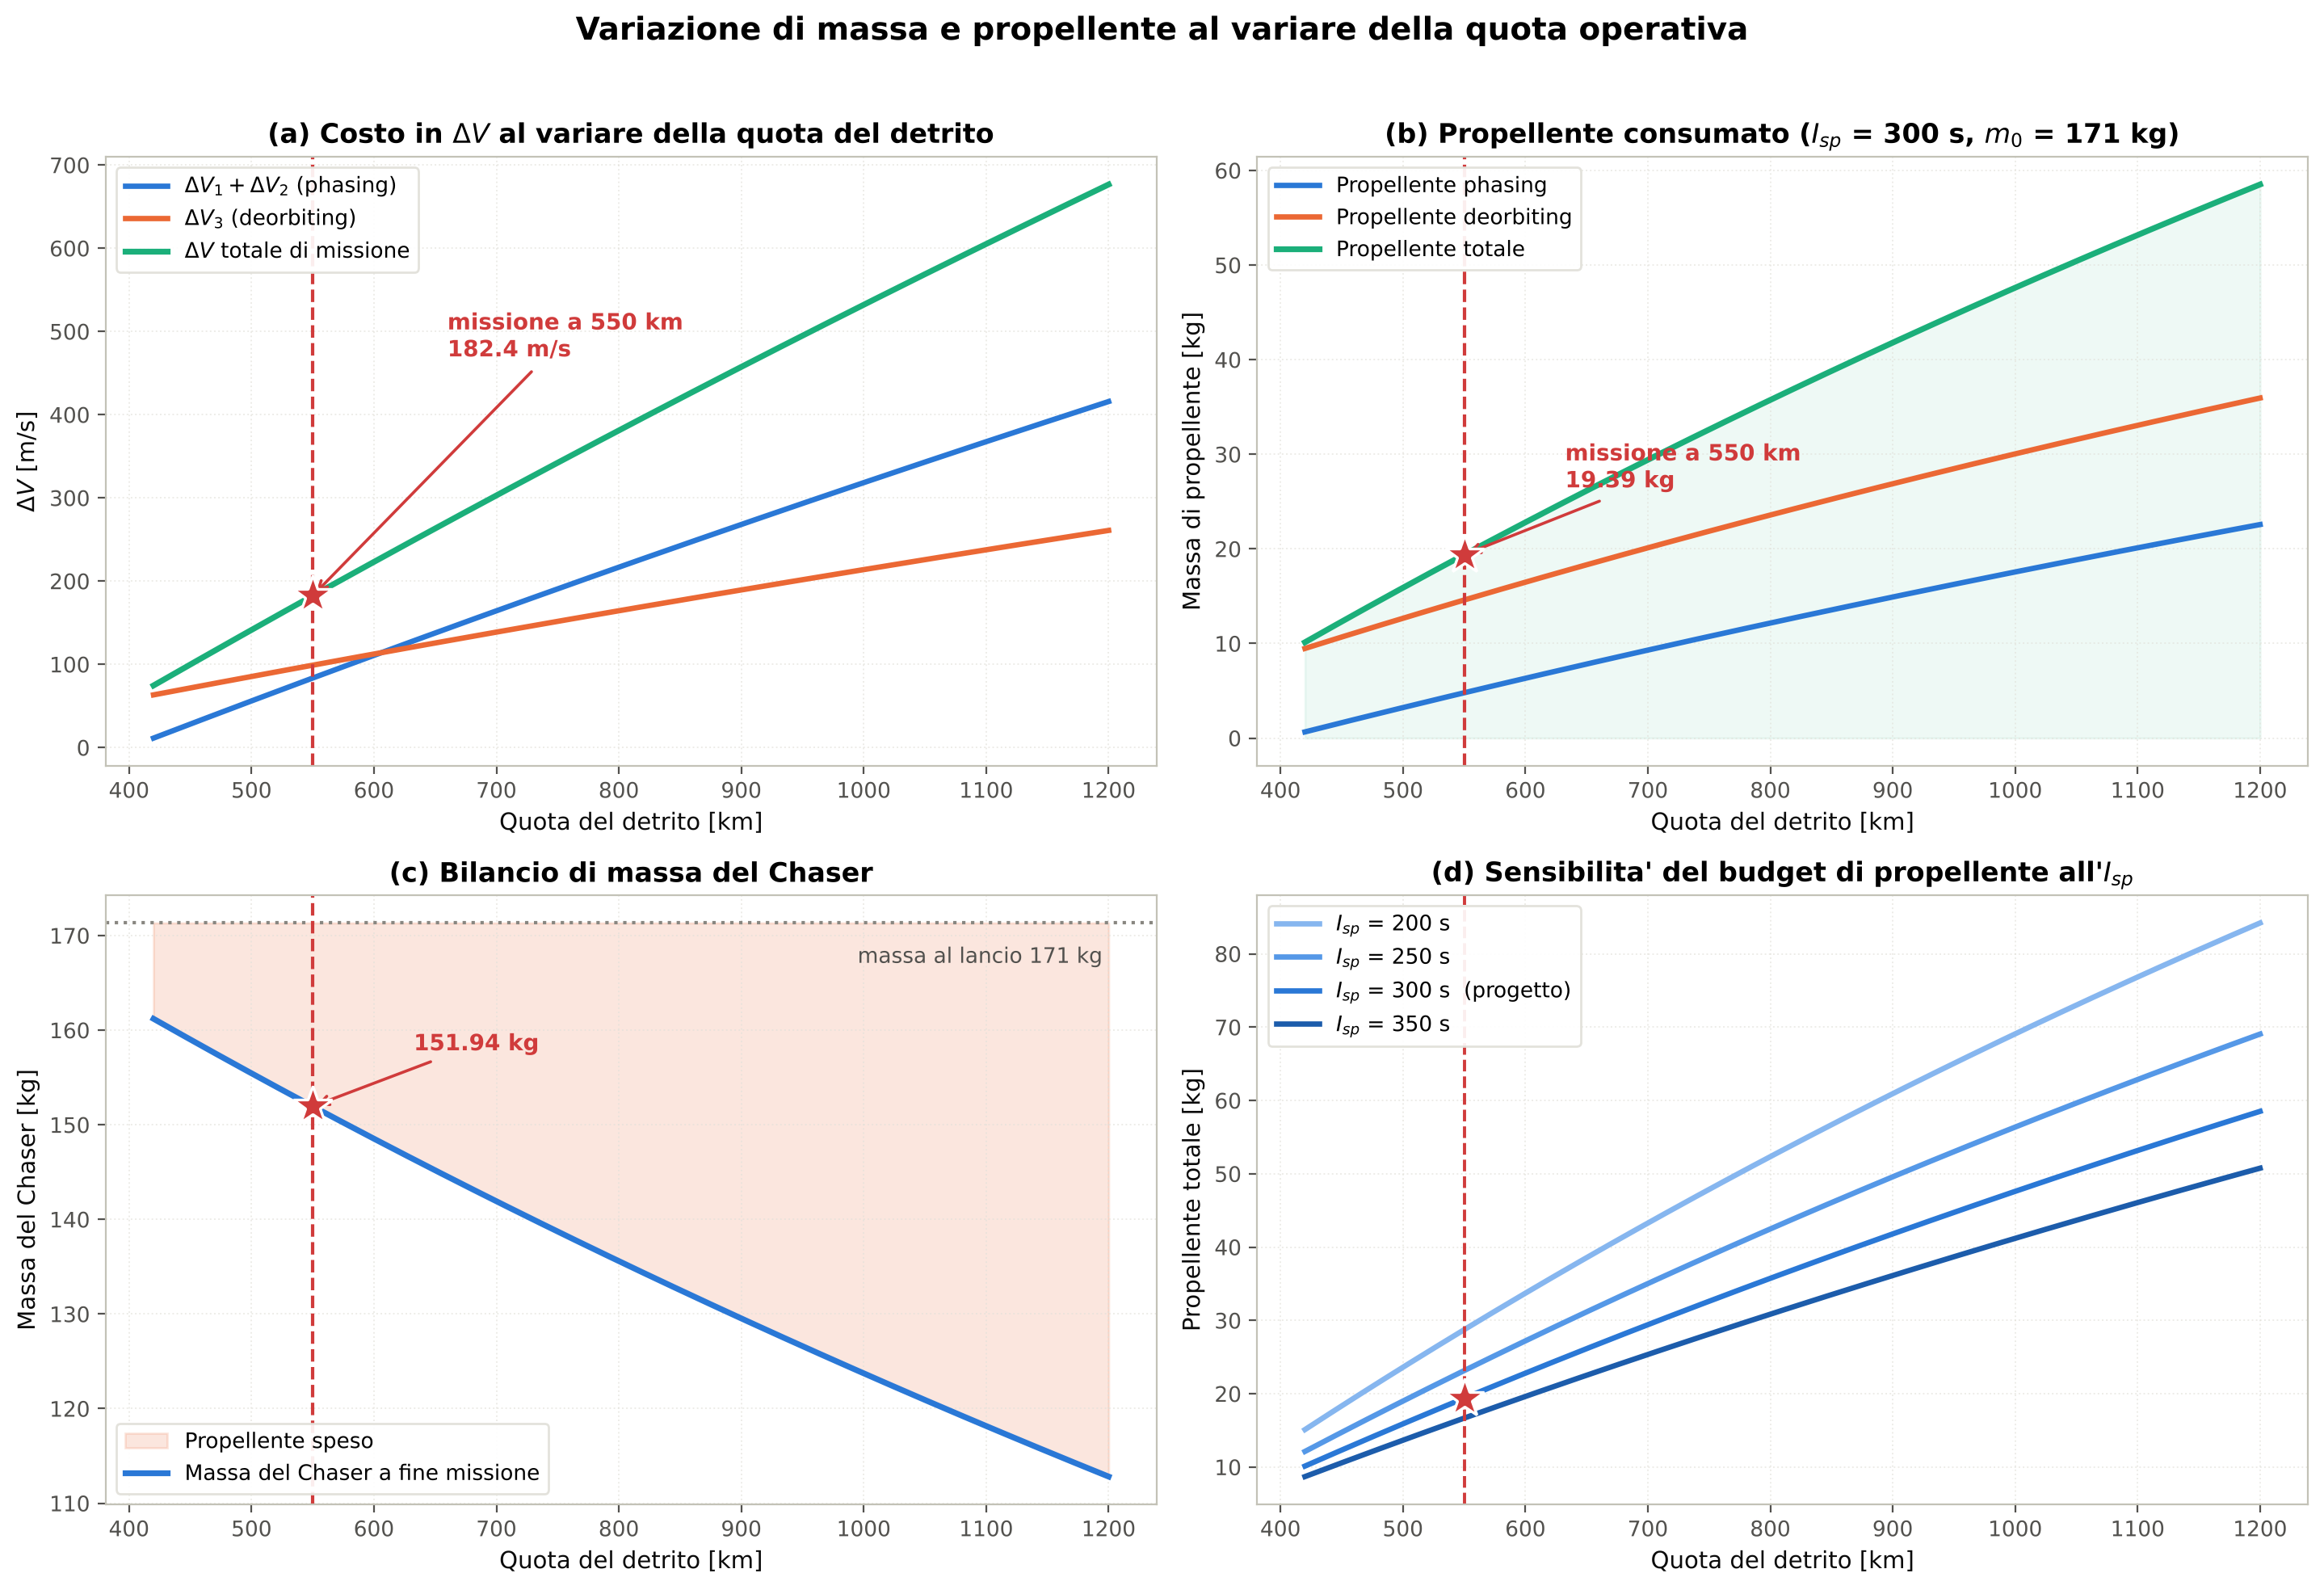 Variazione di massa e propellente al variare della quota operativa
(a) Costo in ΔV al variare della quota del detrito
ΔV [m/s]
700
600
500
400
300
200
100
0
ΔV₁ + ΔV₂ (phasing)
ΔV₃ (deorbiting)
ΔV totale di missione
missione a 550 km
182.4 m/s
400 500 600 700 800 900 1000 1100 1200
Quota del detrito [km]
(b) Propellente consumato (Iₛₚ = 300 s, m₀ = 171 kg)
Massa di propellente [kg]
60
50
40
30
20
10
0
Propellente phasing
Propellente deorbiting
Propellente totale
missione a 550 km
19.39 kg
400 500 600 700 800 900 1000 1100 1200
Quota del detrito [km]
(c) Bilancio di massa del Chaser
Massa del Chaser [kg]
170
160
150
140
130
120
110
massa al lancio 171 kg
151.94 kg
Propellente speso
Massa del Chaser a fine missione
400 500 600 700 800 900 1000 1100 1200
Quota del detrito [km]
(d) Sensibilita' del budget di propellente all'Iₛₚ
Propellente totale [kg]
80
70
60
50
40
30
20
10
Iₛₚ = 200 s
Iₛₚ = 250 s
Iₛₚ = 300 s (progetto)
Iₛₚ = 350 s
400 500 600 700 800 900 1000 1100 1200
Quota del detrito [km]